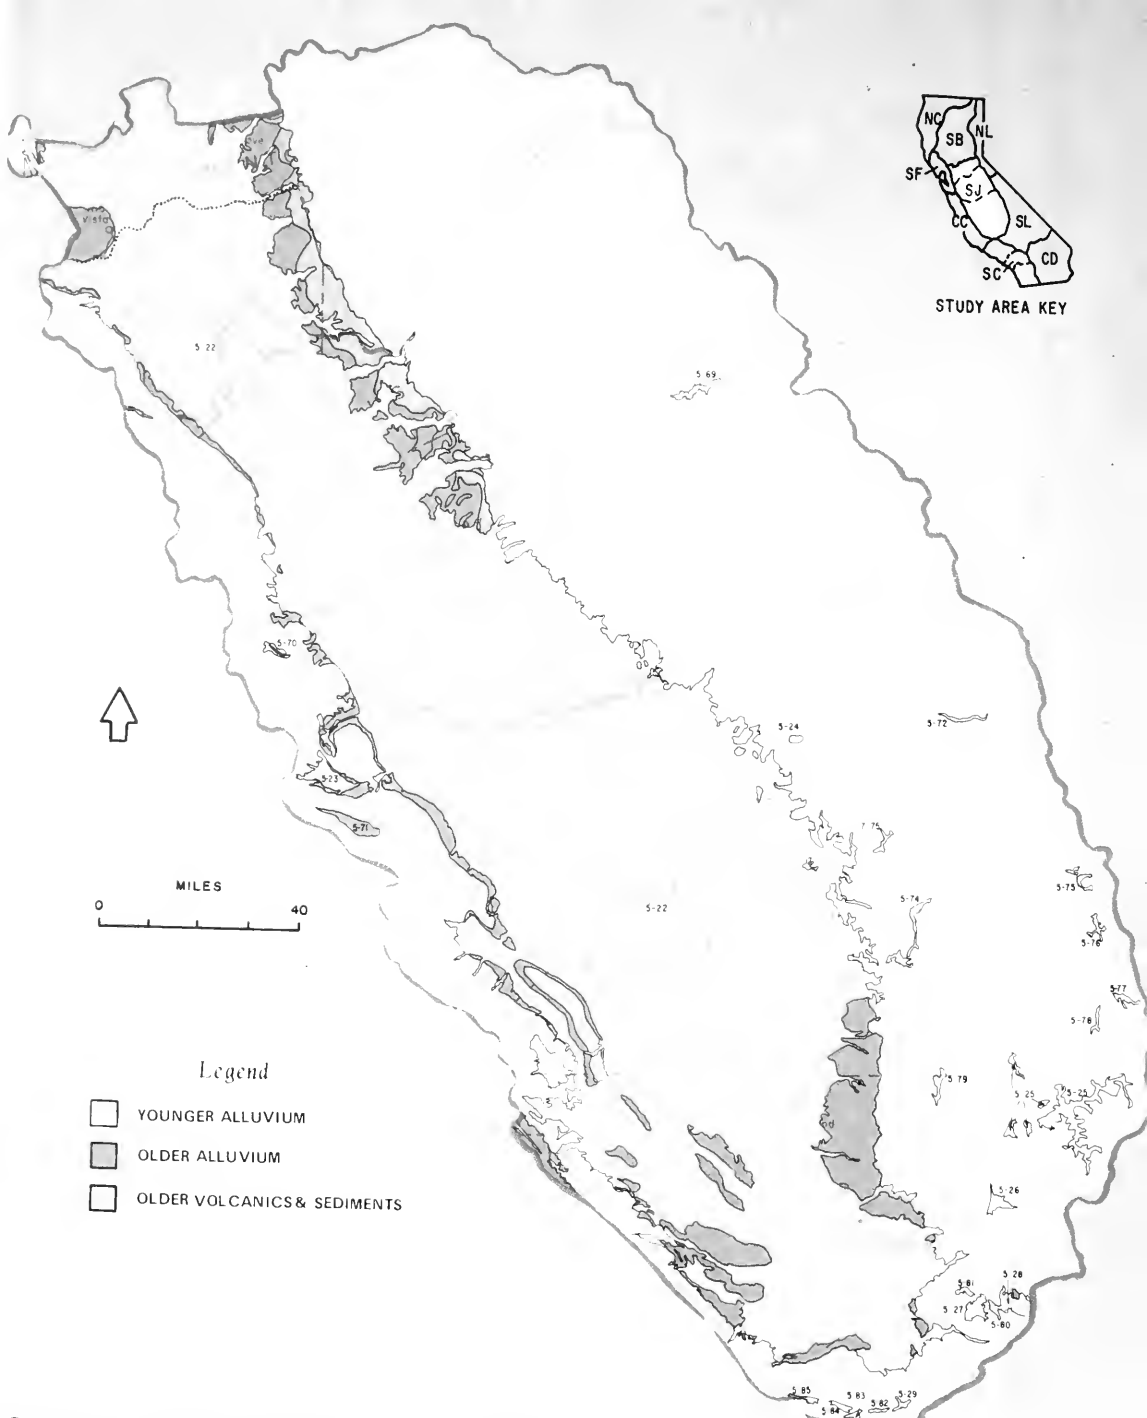 NC
NL
SB
SF
SJ
CC
SL
CD
SC
STUDY AREA KEY
Vista
5 22
5 69
5-70
5-72
5-24
5-23
5-71
MILES
0 40
5-22
5-74
5-75
5-76
5-77
5-78
5 79
5 25
5-25
5-26
Legend
YOUNGER ALLUVIUM
OLDER ALLUVIUM
OLDER VOLCANICS & SEDIMENTS
5-81
5 28
5 27
5-80
5 85
5 83
5-29
5 84
5 82